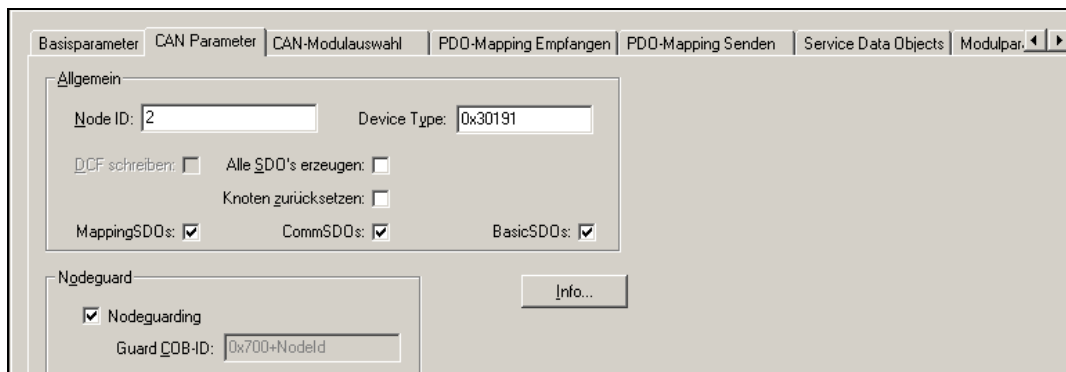 Basisparameter CAN Parameter CAN-Modulauswahl PDO-Mapping Empfangen PDO-Mapping Senden Service Data Objects Modulpar
Allgemein
Node ID: 2 Device Type: 0x30191
DCF schreiben: Alle SDO's erzeugen:
Knoten zurücksetzen:
MappingSDOs: CommSDOs: BasicSDOs:
Nodeguard
Info...
Nodeguarding
Guard COB-ID: 0x700+NodeId